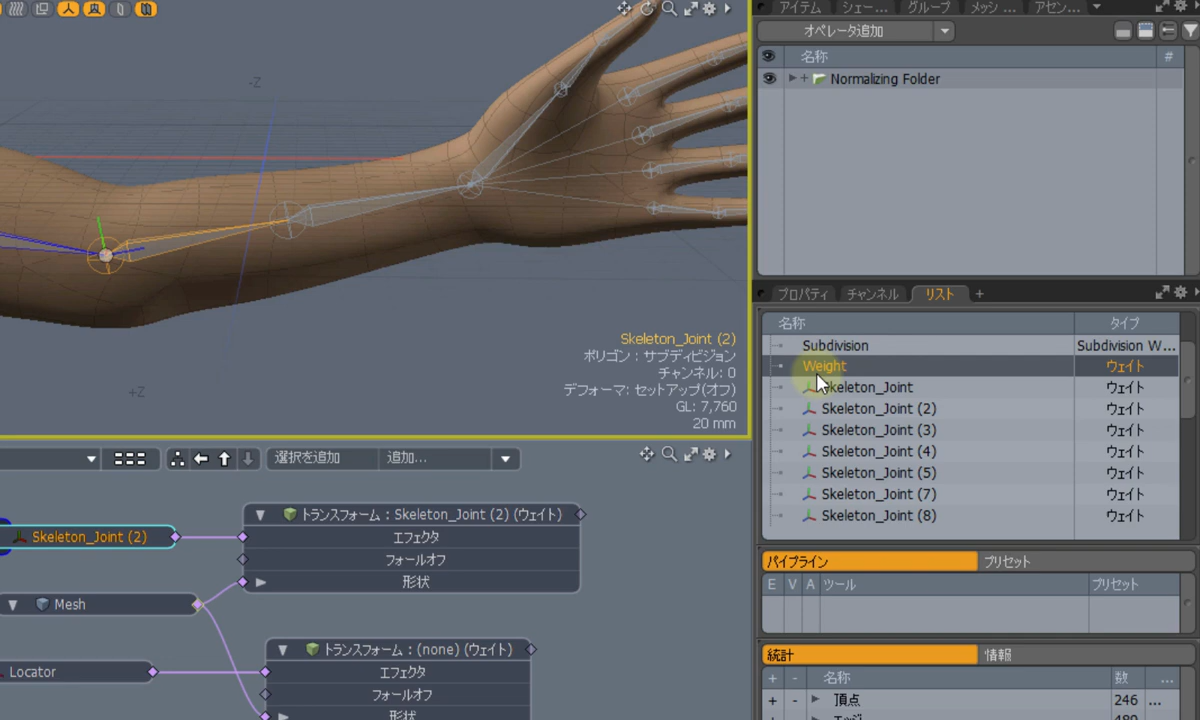 アイテム
シェー...
グループ
メッシ ...
アセン...
オペレータ追加
名称
#
Normalizing Folder
-Z
+Z
Skeleton_Joint (2)
ポリゴン : サブディビジョン
チャンネル: 0
デフォーマ: セットアップ(オフ)
GL: 7,760
20 mm
プロパティ
チャンネル
リスト
+
名称
タイプ
Subdivision
Subdivision W...
Weight
ウェイト
Skeleton_Joint
ウェイト
Skeleton_Joint (2)
ウェイト
Skeleton_Joint (3)
ウェイト
Skeleton_Joint (4)
ウェイト
Skeleton_Joint (5)
ウェイト
Skeleton_Joint (7)
ウェイト
Skeleton_Joint (8)
ウェイト
選択を追加
追加...
Skeleton_Joint (2)
トランスフォーム : Skeleton_Joint (2) (ウェイト)
エフェクタ
フォールオフ
形状
Mesh
Locator
トランスフォーム : (none) (ウェイト)
エフェクタ
フォールオフ
形状
パイプライン
プリセット
E V A ツール
プリセット
統計
情報
+ - 名称
数
...
+ - 頂点
246 ...
エッジ
480